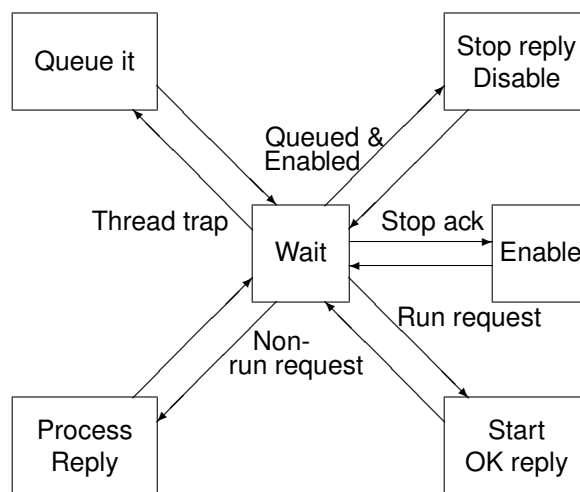 Queue it
Stop reply
Disable
Queued &
Enabled
Thread trap
Wait
Stop ack
Enable
Run request
Non-
run request
Process
Reply
Start
OK reply